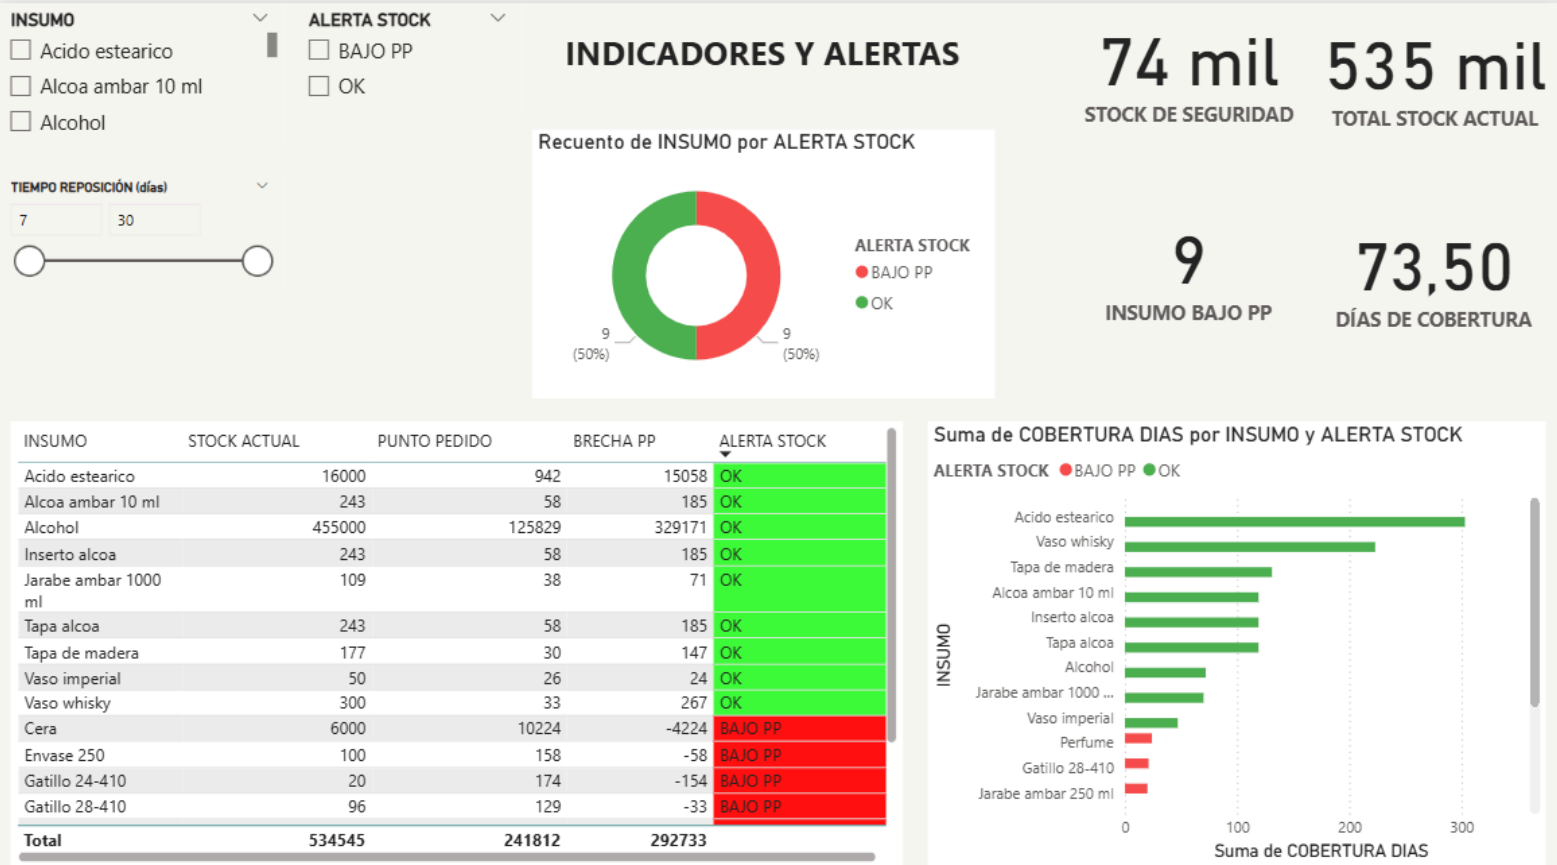 INSUMO
Acido estearico
Alcoa ambar 10 ml
Alcohol
ALERTA STOCK
BAJO PP
OK
TIEMPO REPOSICIÓN (días)
7 30
INDICADORES Y ALERTAS
74 mil
STOCK DE SEGURIDAD
535 mil
TOTAL STOCK ACTUAL
9
INSUMO BAJO PP
73,50
DÍAS DE COBERTURA
Recuento de INSUMO por ALERTA STOCK
9
(50%)
9
(50%)
ALERTA STOCK
BAJO PP
OK
INSUMO STOCK ACTUAL PUNTO PEDIDO BRECHA PP ALERTA STOCK
Acido estearico 16000 942 15058 OK
Alcoa ambar 10 ml 243 58 185 OK
Alcohol 455000 125829 329171 OK
Inserto alcoa 243 58 185 OK
Jarabe ambar 1000 109 38 71 OK
ml
Tapa alcoa 243 58 185 OK
Tapa de madera 177 30 147 OK
Vaso imperial 50 26 24 OK
Vaso whisky 300 33 267 OK
Cera 6000 10224 -4224 BAJO PP
Envase 250 100 158 -58 BAJO PP
Gatillo 24-410 20 174 -154 BAJO PP
Gatillo 28-410 96 129 -33 BAJO PP
Total 534545 241812 292733
Suma de COBERTURA DIAS por INSUMO y ALERTA STOCK
ALERTA STOCK BAJO PP OK
INSUMO
Acido estearico
Vaso whisky
Tapa de madera
Alcoa ambar 10 ml
Inserto alcoa
Tapa alcoa
Alcohol
Jarabe ambar 1000 ...
Vaso imperial
Perfume
Gatillo 28-410
Jarabe ambar 250 ml
0 100 200 300
Suma de COBERTURA DIAS